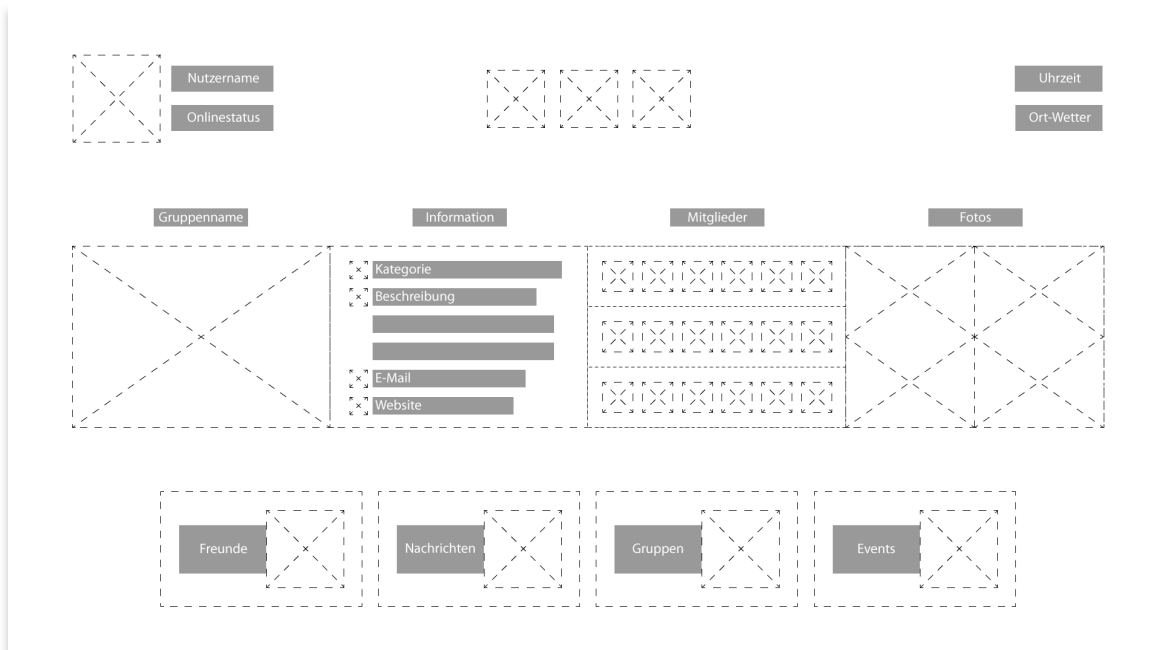 Nutzername
Onlinestatus
Uhrzeit
Ort-Wetter
Gruppenname
Information
Mitglieder
Fotos
Kategorie
Beschreibung
E-Mail
Website
Freunde
Nachrichten
Gruppen
Events